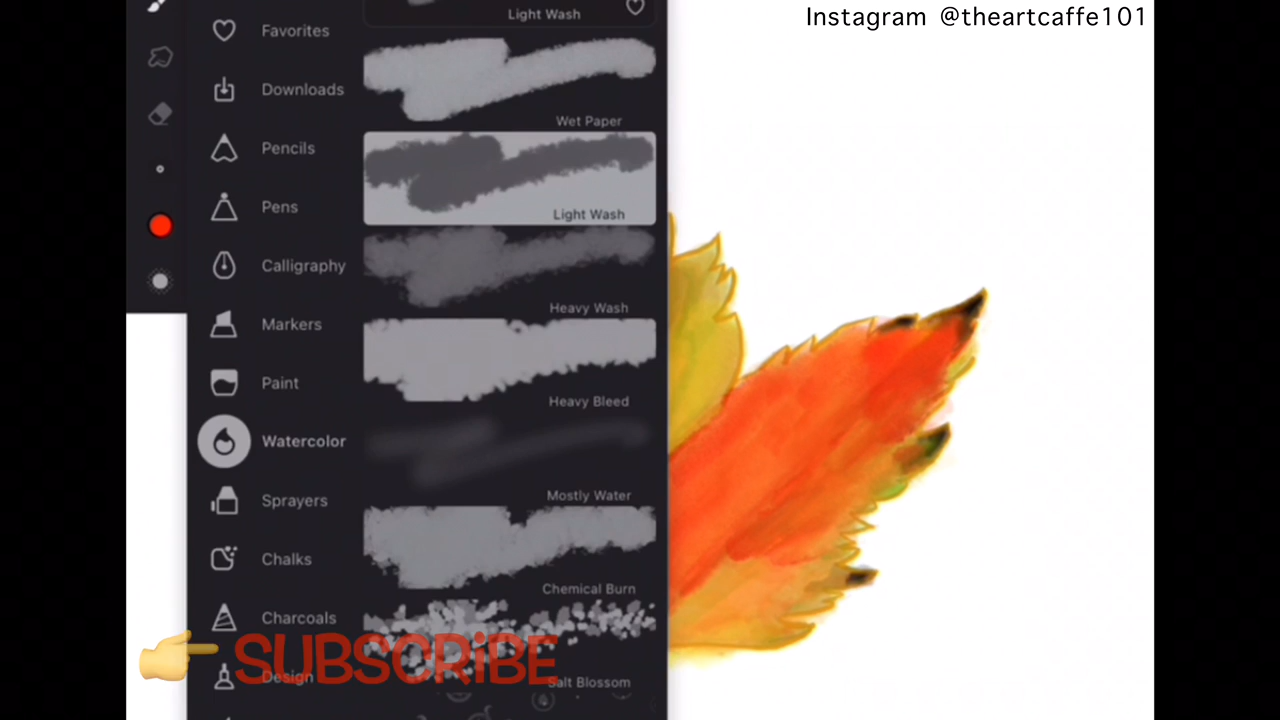 Instagram @theartcaffe101
Light Wash
Favorites
Downloads
Wet Paper
Pencils
Pens
Light Wash
Calligraphy
Heavy Wash
Markers
Paint
Heavy Bleed
Watercolor
Mostly Water
Sprayers
Chalks
Chemical Burn
Charcoals
SUBSCRiBE
Design
Salt Blossom